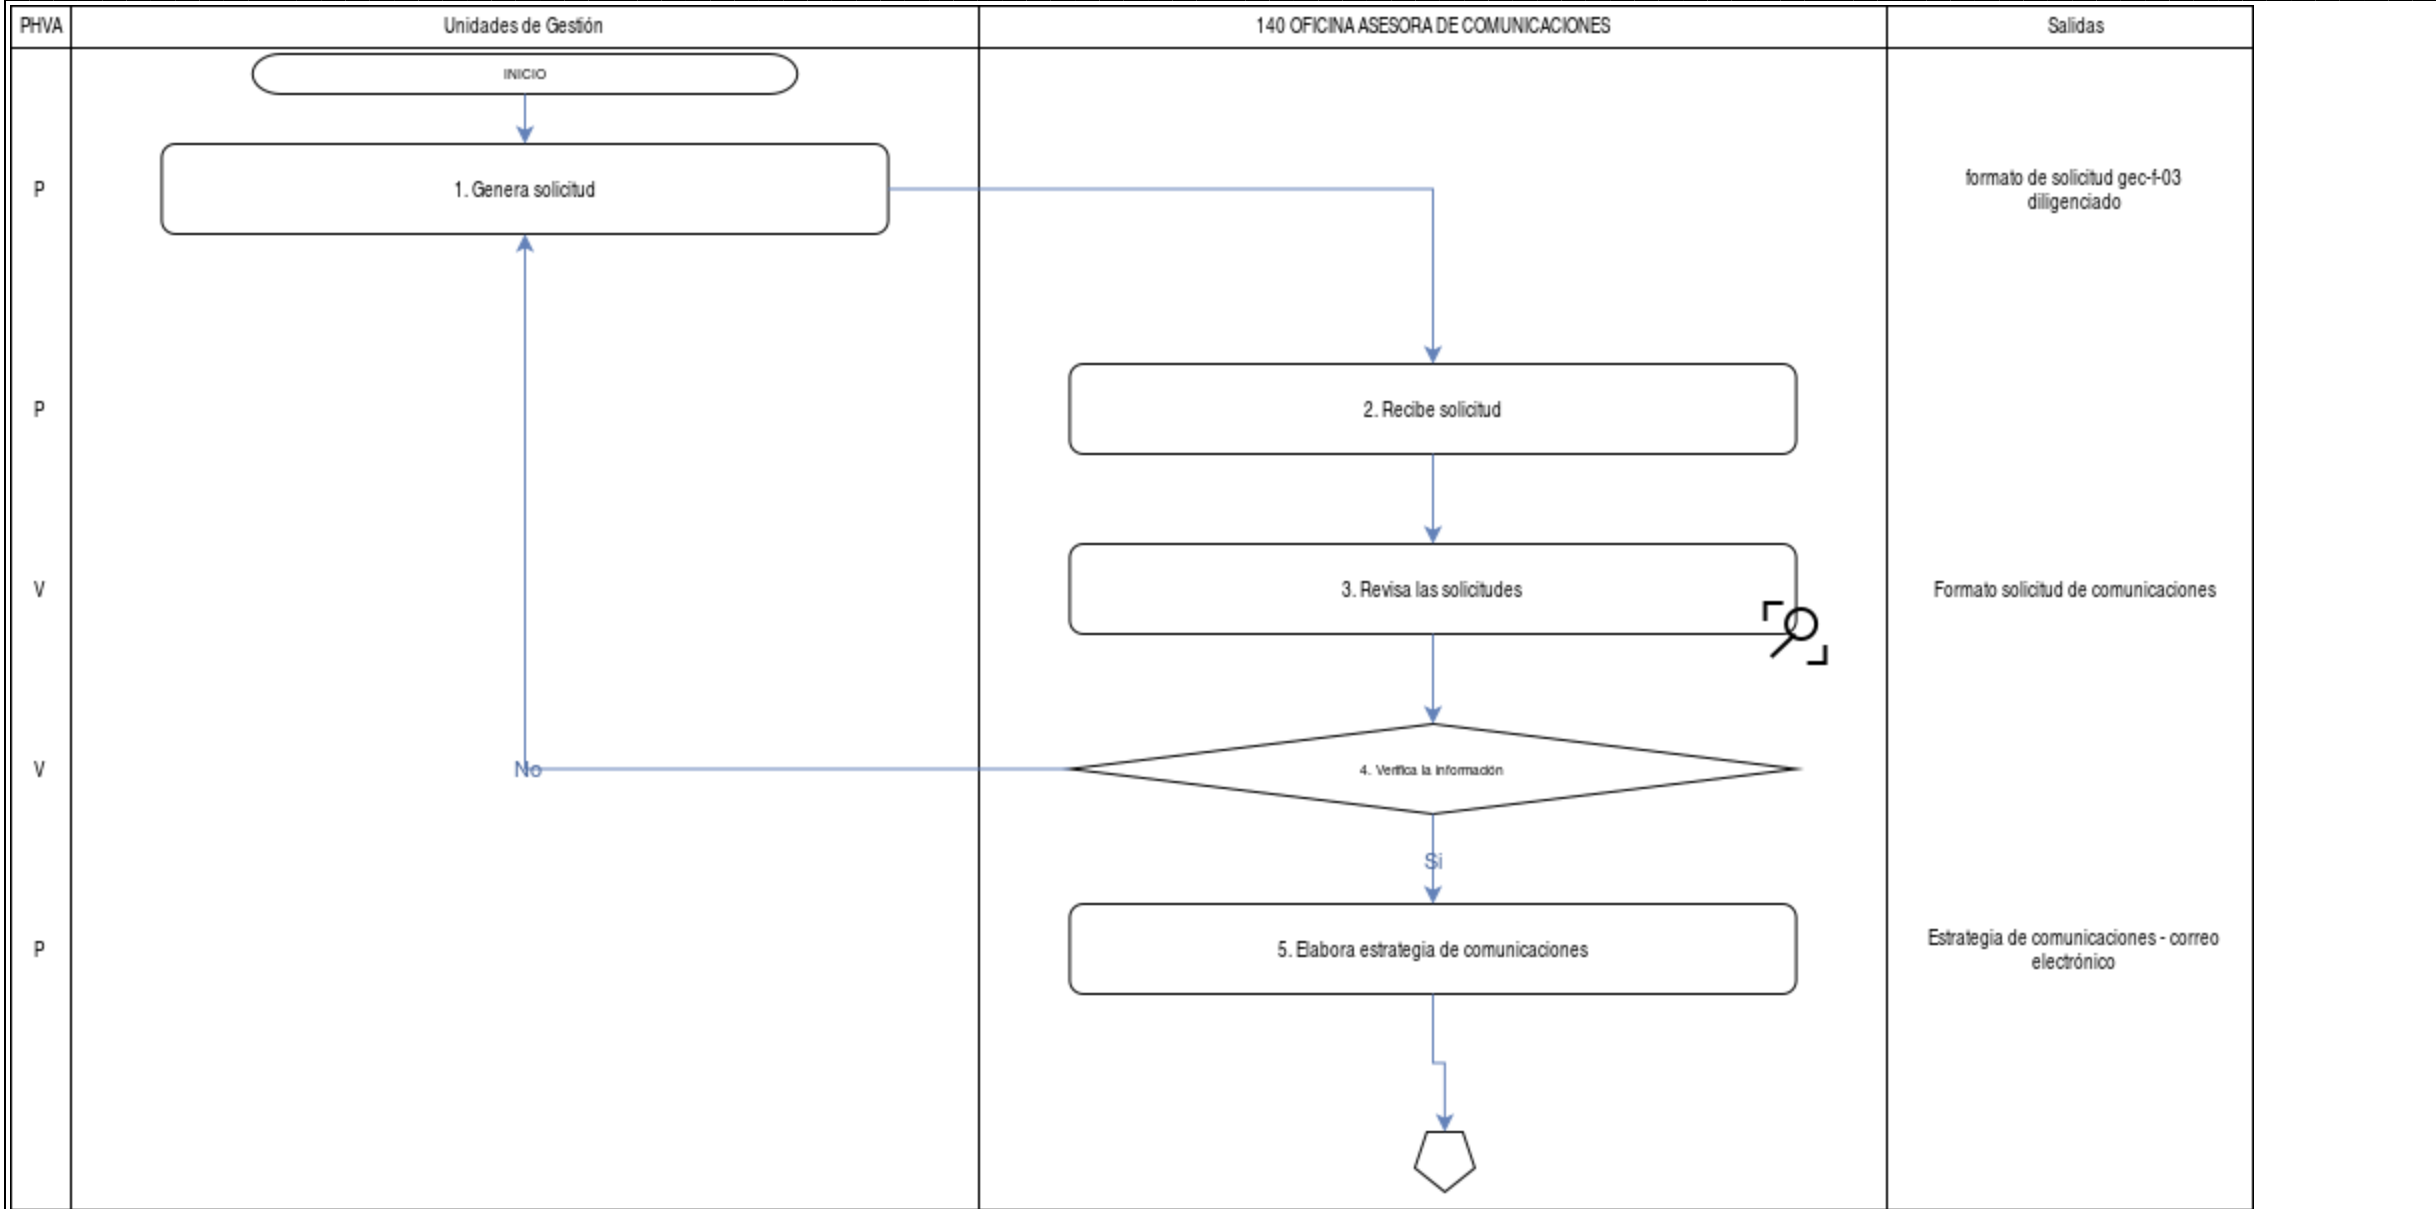 PHVA
Unidades de Gestión
140 OFICINA ASESORA DE COMUNICACIONES
Salidas
INICIO
P
1. Genera solicitud
formato de solicitud gec-f-03
diligenciado
P
2. Recibe solicitud
V
3. Revisa las solicitudes
Formato solicitud de comunicaciones
V
No
4. Verifica la información
Si
P
5. Elabora estrategia de comunicaciones
Estrategia de comunicaciones - correo
electrónico